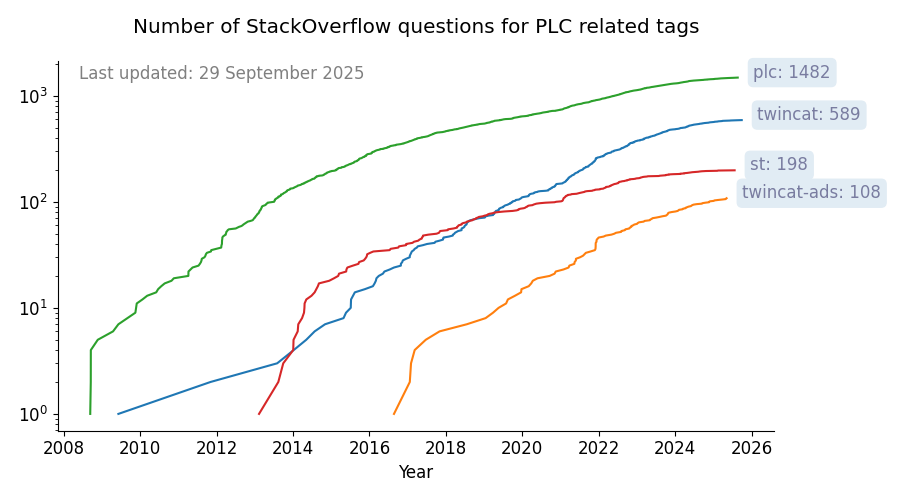 Number of StackOverflow questions for PLC related tags
Last updated: 29 September 2025
plc: 1482
twincat: 589
st: 198
twincat-ads: 108
10³
10²
10¹
10⁰
2008 2010 2012 2014 2016 2018 2020 2022 2024 2026
Year